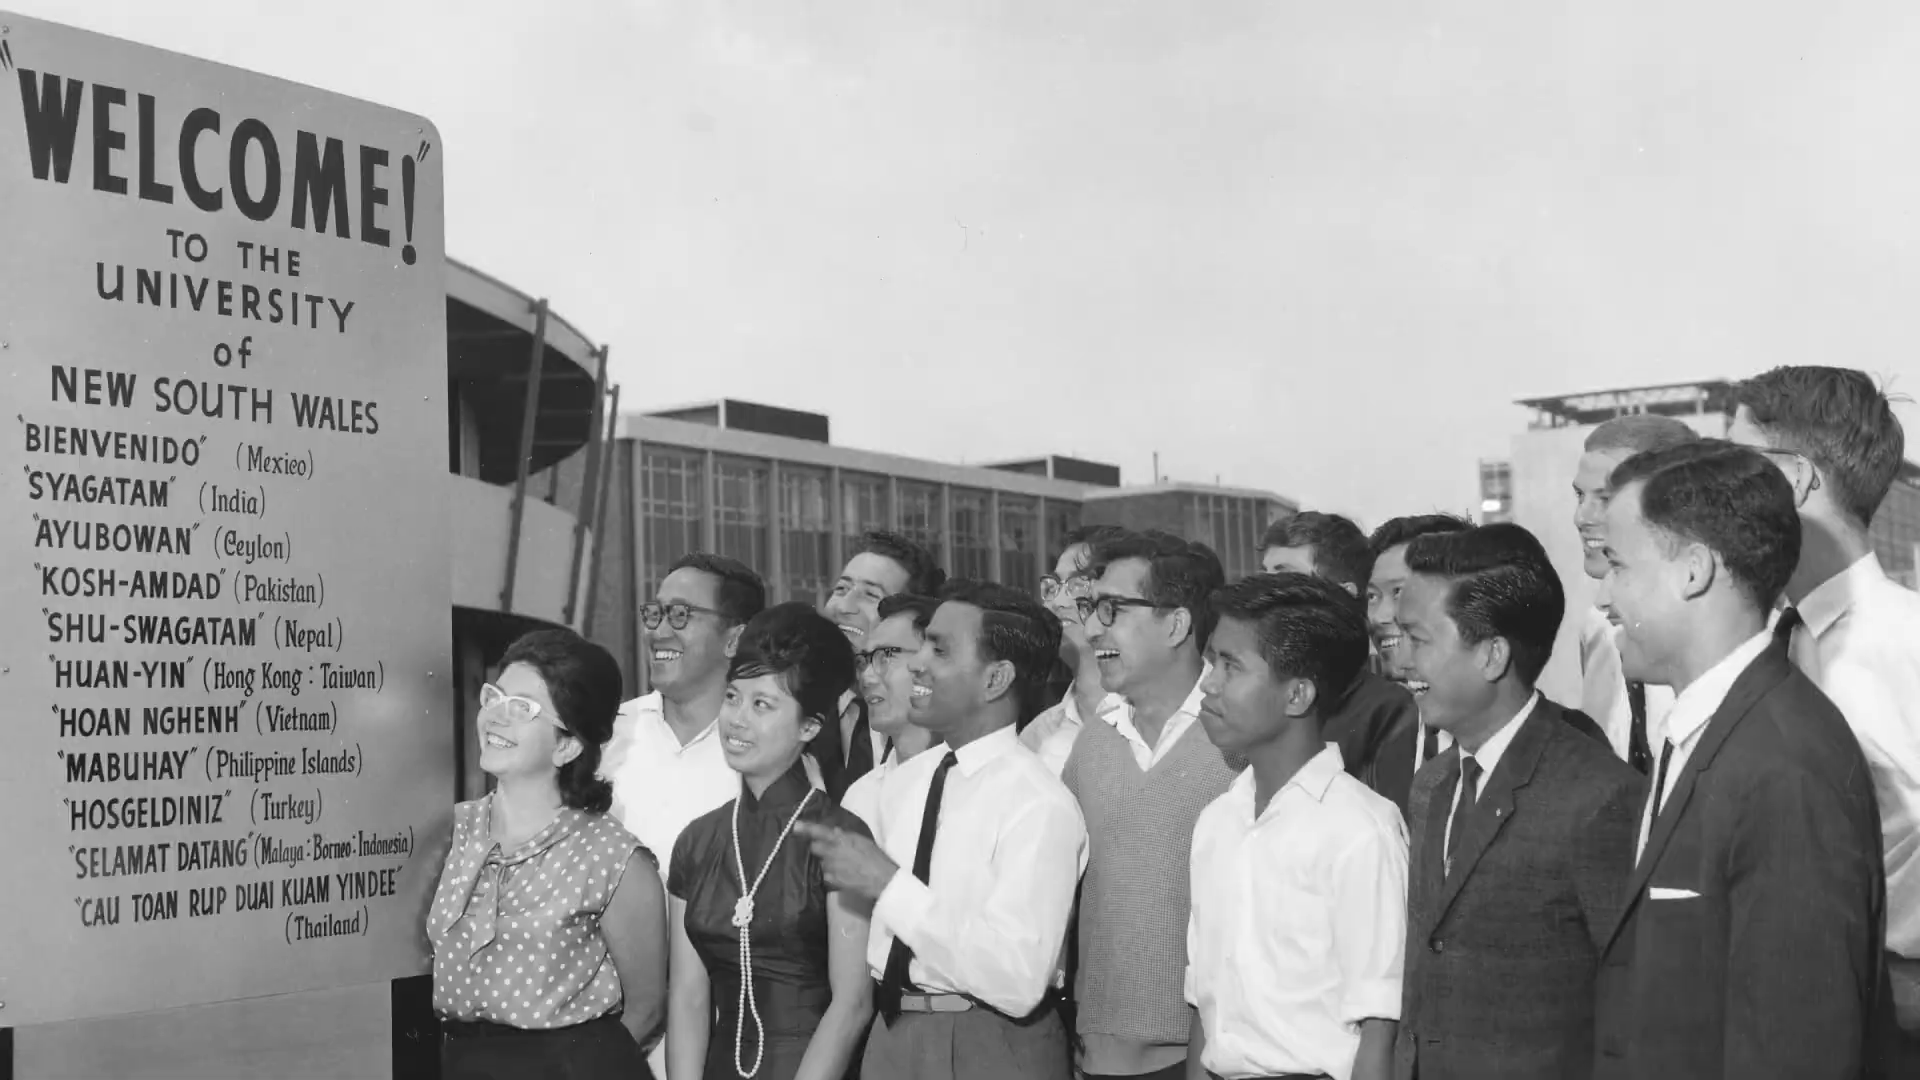 "WELCOME!"
TO THE
UNIVERSITY
of
NEW SOUTH WALES
"BIENVENIDO" (Mexico)
"SYAGATAM" (India)
"AYUBOWAN" (Ceylon)
"KOSH-AMDAD" (Pakistan)
"SHU-SWAGATAM" (Nepal)
"HUAN-YIN" (Hong Kong: Taiwan)
"HOAN NGHENH" (Vietnam)
"MABUHAY" (Philippine Islands)
"HOSGELDINIZ" (Turkey)
"SELAMAT DATANG" (Malaya: Borneo: Indonesia)
"CAU TOAN RUP DUAI KUAM YINDEE"
(Thailand)